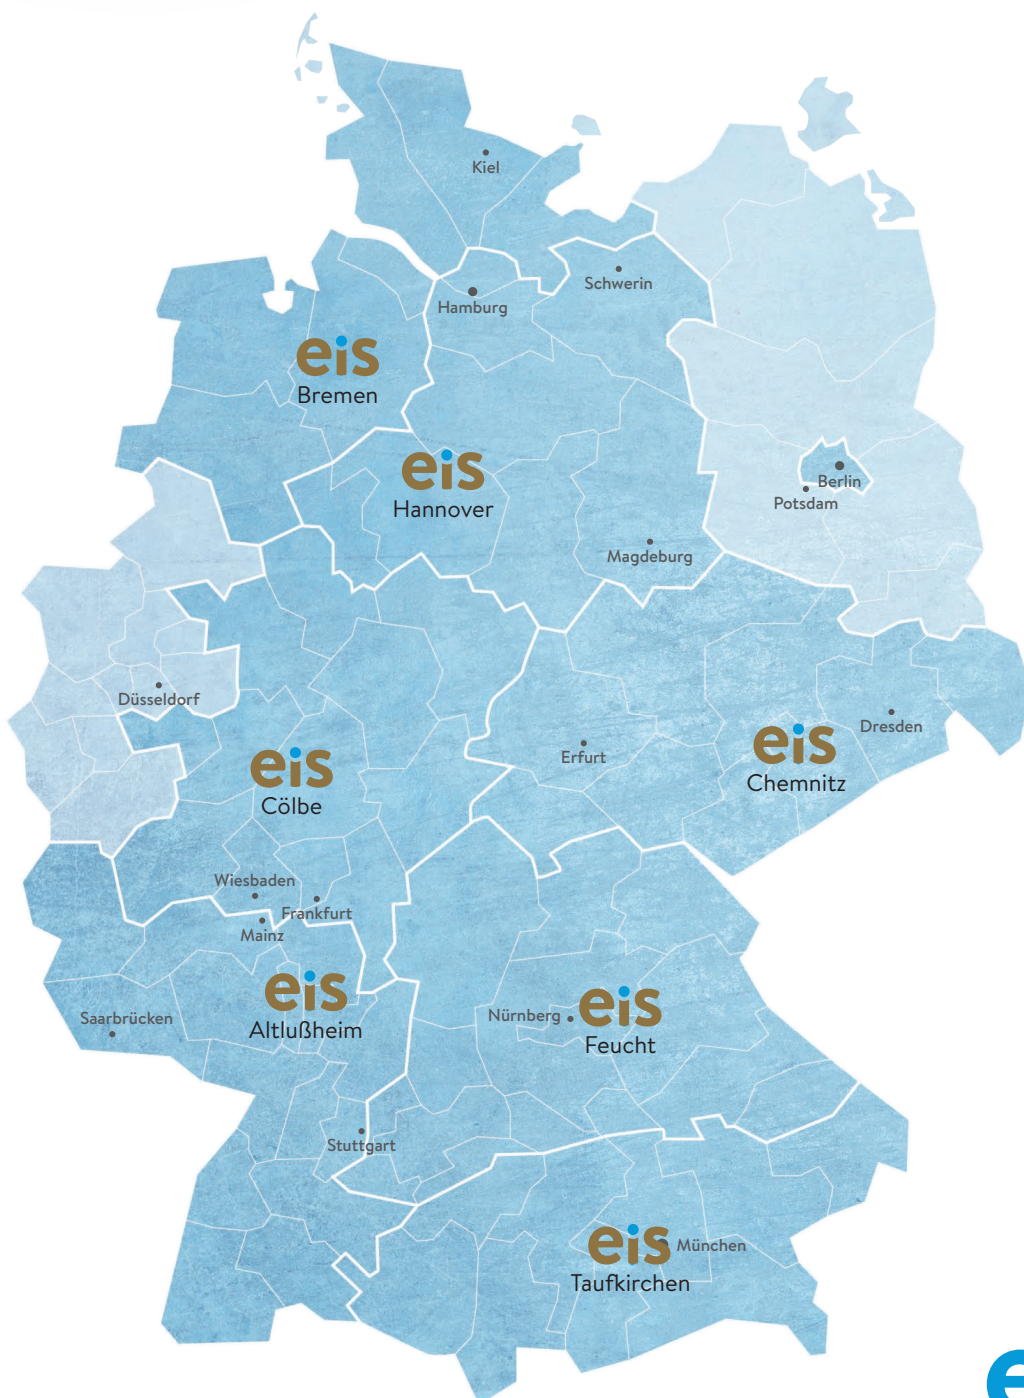 Kiel
Schwerin
Hamburg
eis
Bremen
eis
Hannover
Berlin
Potsdam
Magdeburg
Düsseldorf
Dresden
eis
Chemnitz
Erfurt
eis
Cölbe
Wiesbaden
Frankfurt
Mainz
eis
Altlußheim
Saarbrücken
eis
Nürnberg
Feucht
Stuttgart
eis
München
Taufkirchen